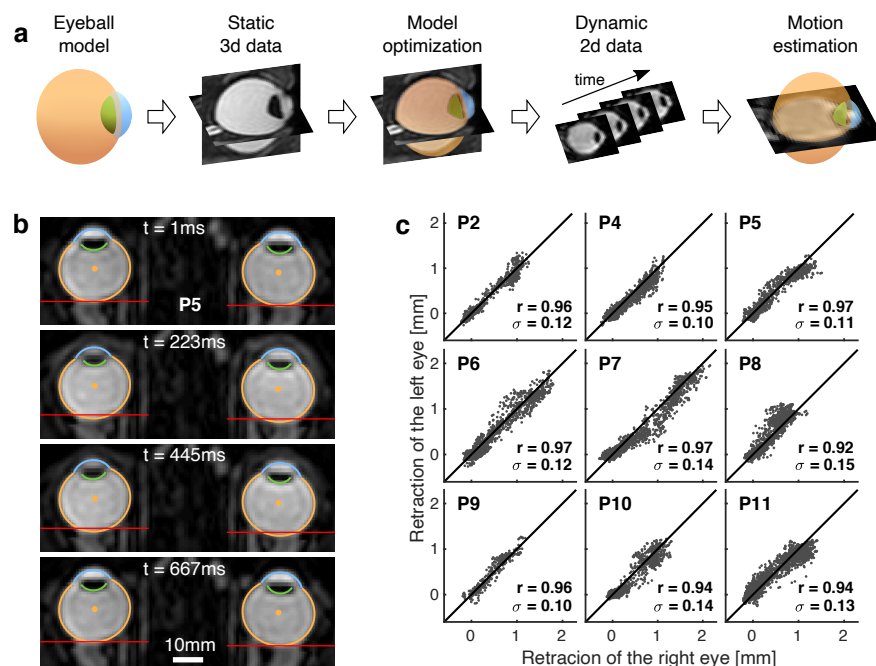 a
Eyeball
model
Static
3d data
Model
optimization
Dynamic
2d data
Motion
estimation
time
b
t = 1ms
P5
t = 223ms
t = 445ms
t = 667ms
10mm
c
Retraction of the left eye [mm]
2
1
0
P2
r = 0.96
σ = 0.12
P4
r = 0.95
σ = 0.10
P5
r = 0.97
σ = 0.11
2
1
0
P6
r = 0.97
σ = 0.12
P7
r = 0.97
σ = 0.14
P8
r = 0.92
σ = 0.15
2
1
0
P9
r = 0.96
σ = 0.10
P10
r = 0.94
σ = 0.14
P11
r = 0.94
σ = 0.13
0 1 2 0 1 2 0 1 2
Retracion of the right eye [mm]